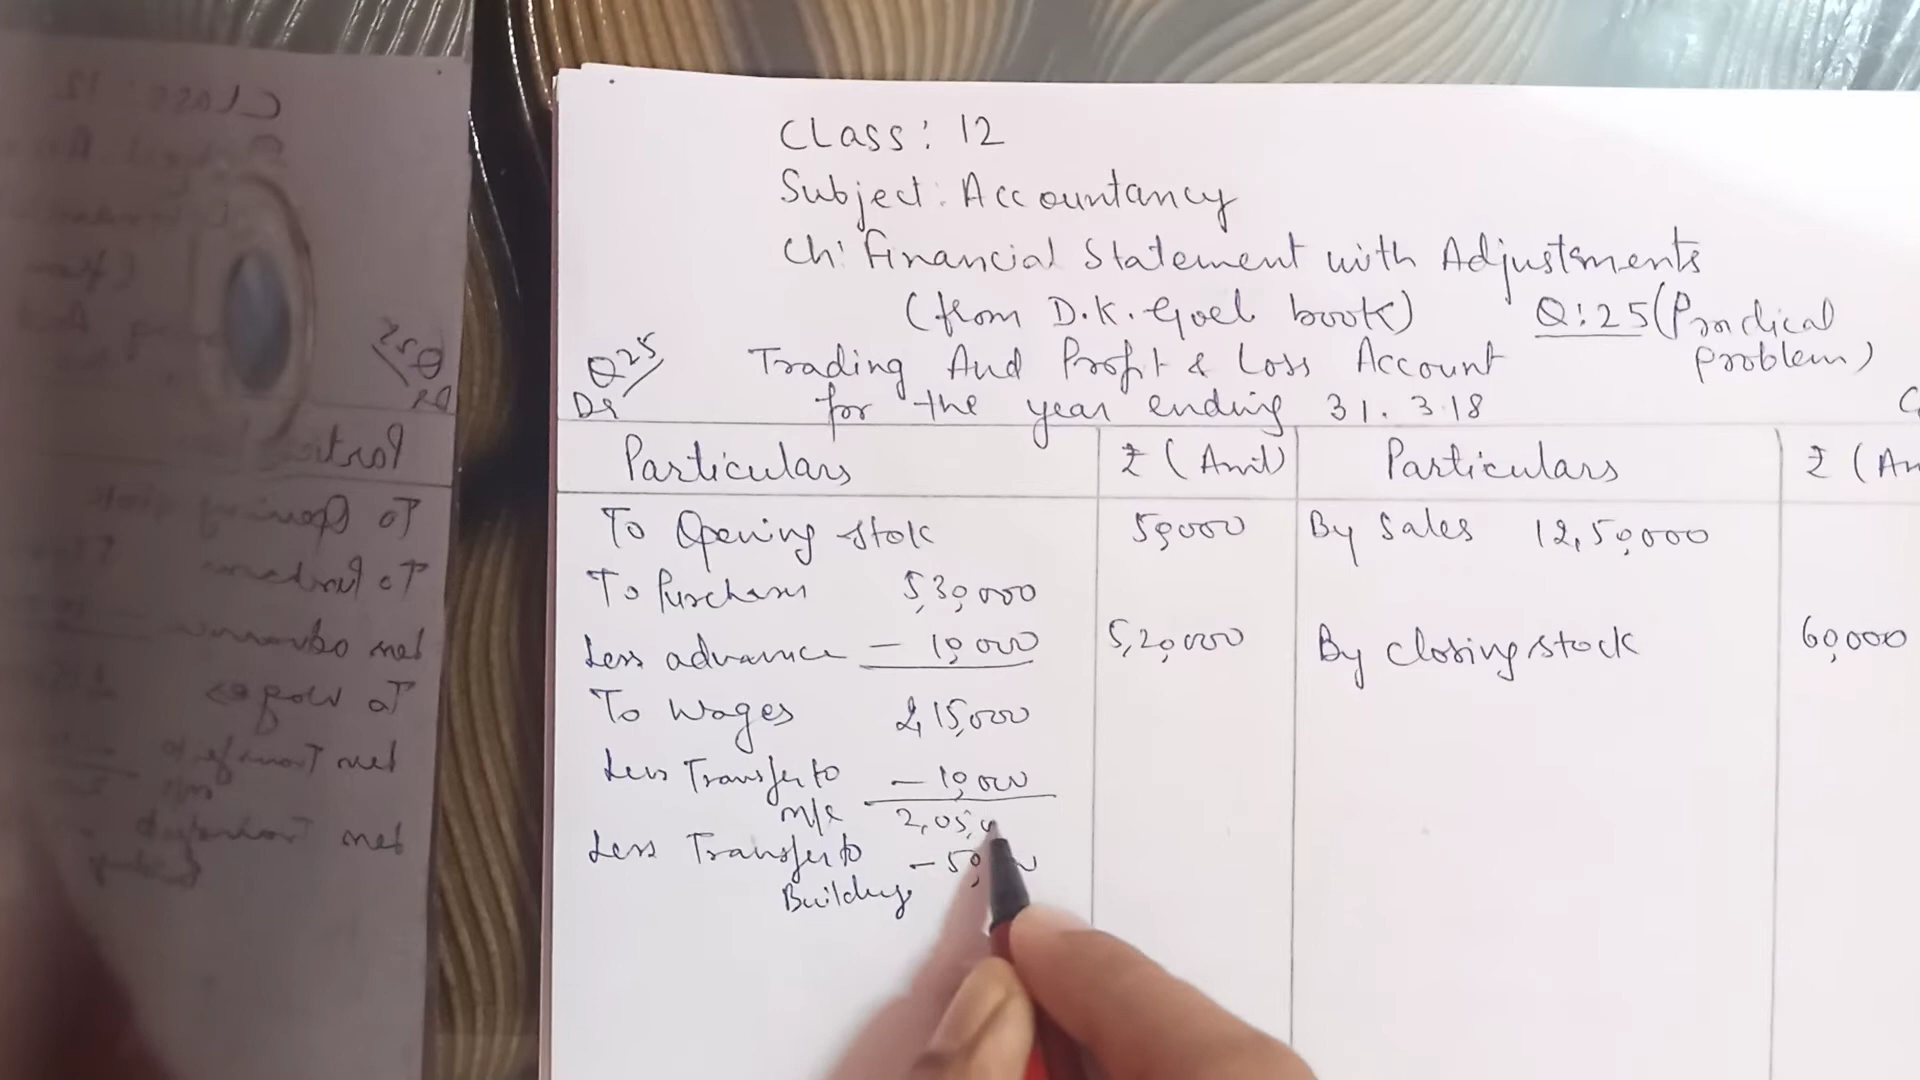 Class: 12
Subject: Accountancy
Ch: Financial Statement with Adjustments
(from D.K. Goel book) Q:25 (Practical problem)
Q25 Trading And Profit & Loss Account
Dr for the year ending 31.3.18
Particulars ₹ (Amt) Particulars ₹
To Opening stok 50,000 By Sales 12,50,000
To Purchases 5,30,000
Less advance - 10,000 5,20,000 By closing stock 60,000
To Wages 2,15,000
Less Transfer to - 10,000
m/c 2,05,
Less Transfer to
Building